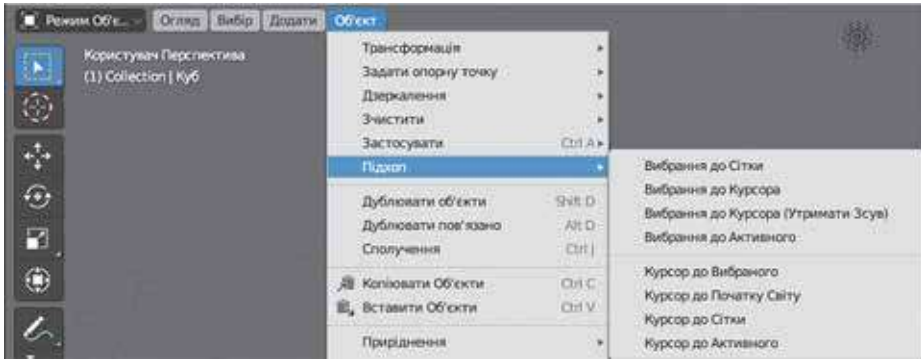 Режим Об'є... Огляд Вибір Додати Об'єкт
Користувач Перспектива
(1) Collection | Куб
Трансформація
Задати опорну точку
Дзеркалення
Зчистити
Застосувати Ctrl A
Підхоп
Дублювати об'єкти Shift D
Дублювати пов'язано Alt D
Сполучення Ctrl J
Копіювати Об'єкти Ctrl C
Вставити Об'єкти Ctrl V
Приріднення
Вибрання до Сітки
Вибрання до Курсора
Вибрання до Курсора (Утримати Зсув)
Вибрання до Активного
Курсор до Вибраного
Курсор до Початку Світу
Курсор до Сітки
Курсор до Активного